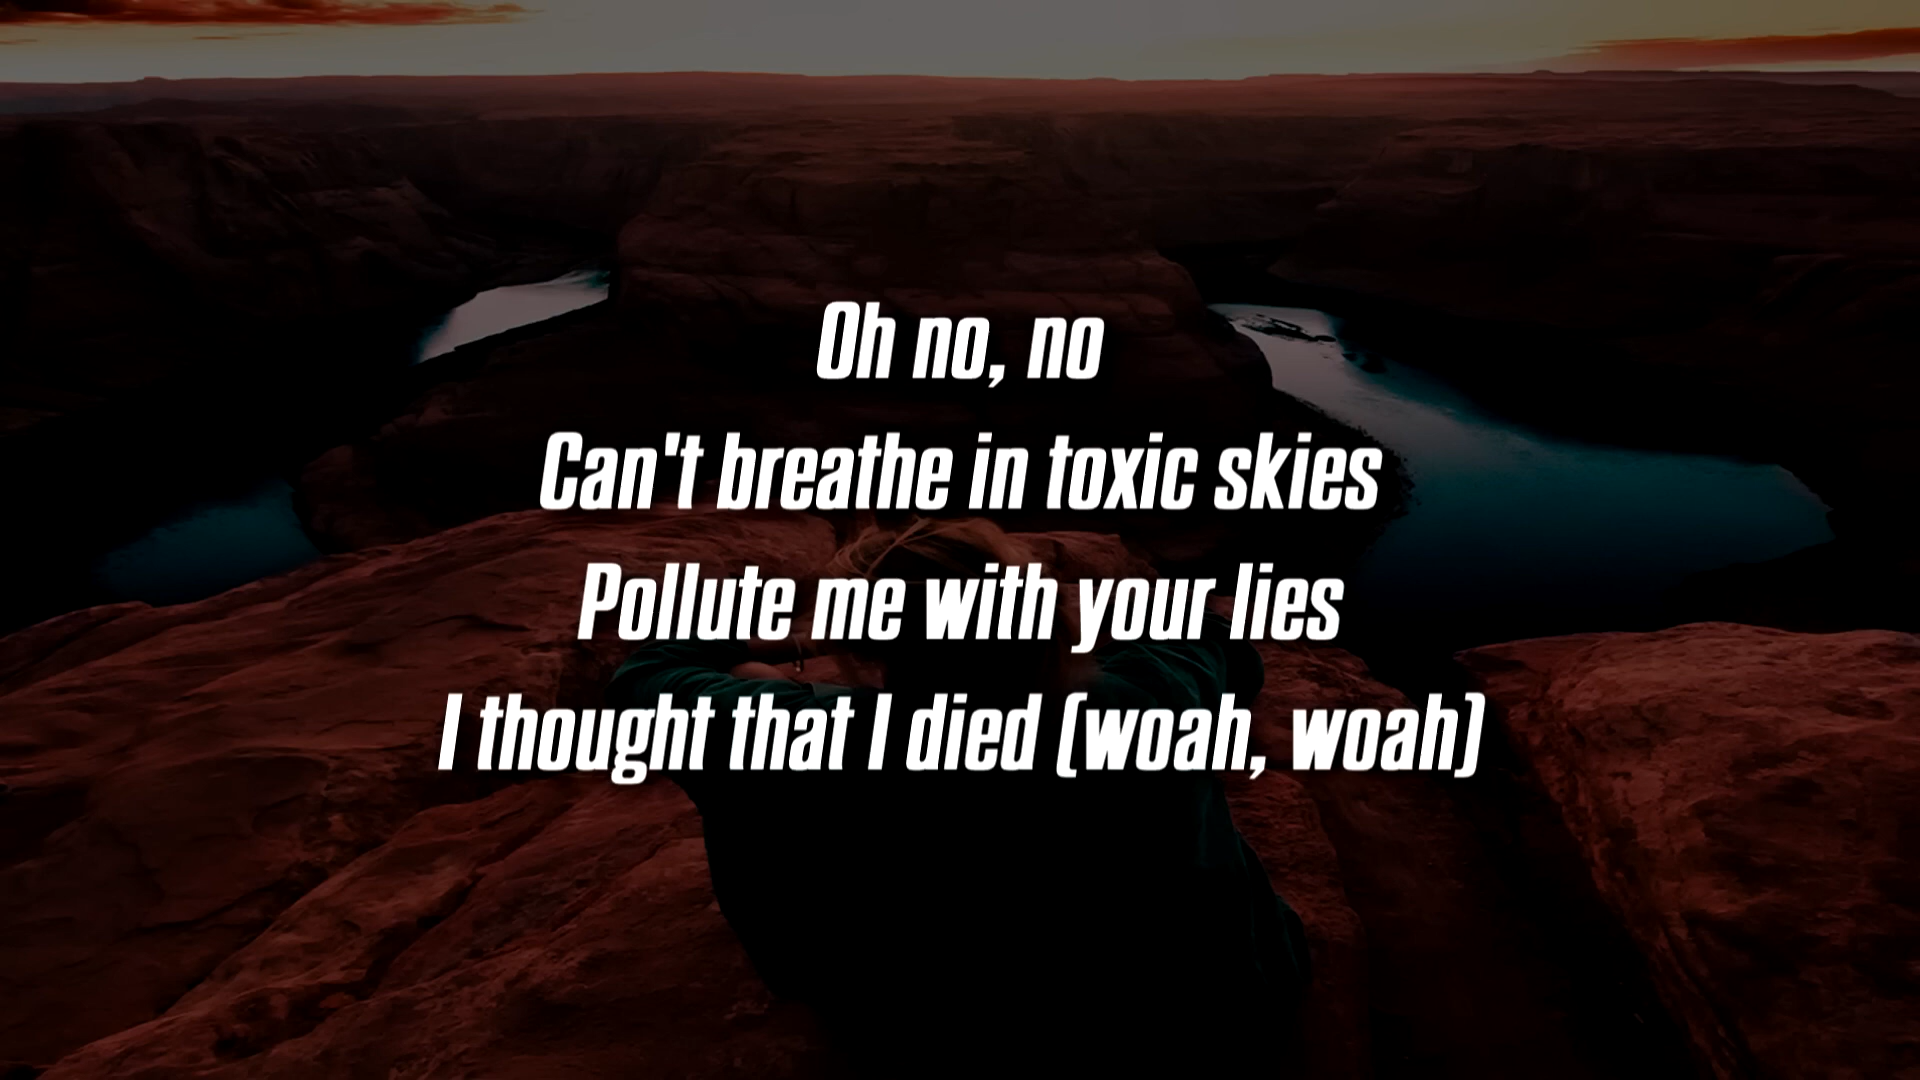 Oh no, no
Can't breathe in toxic skies
Pollute me with your lies
I thought that I died (woah, woah)